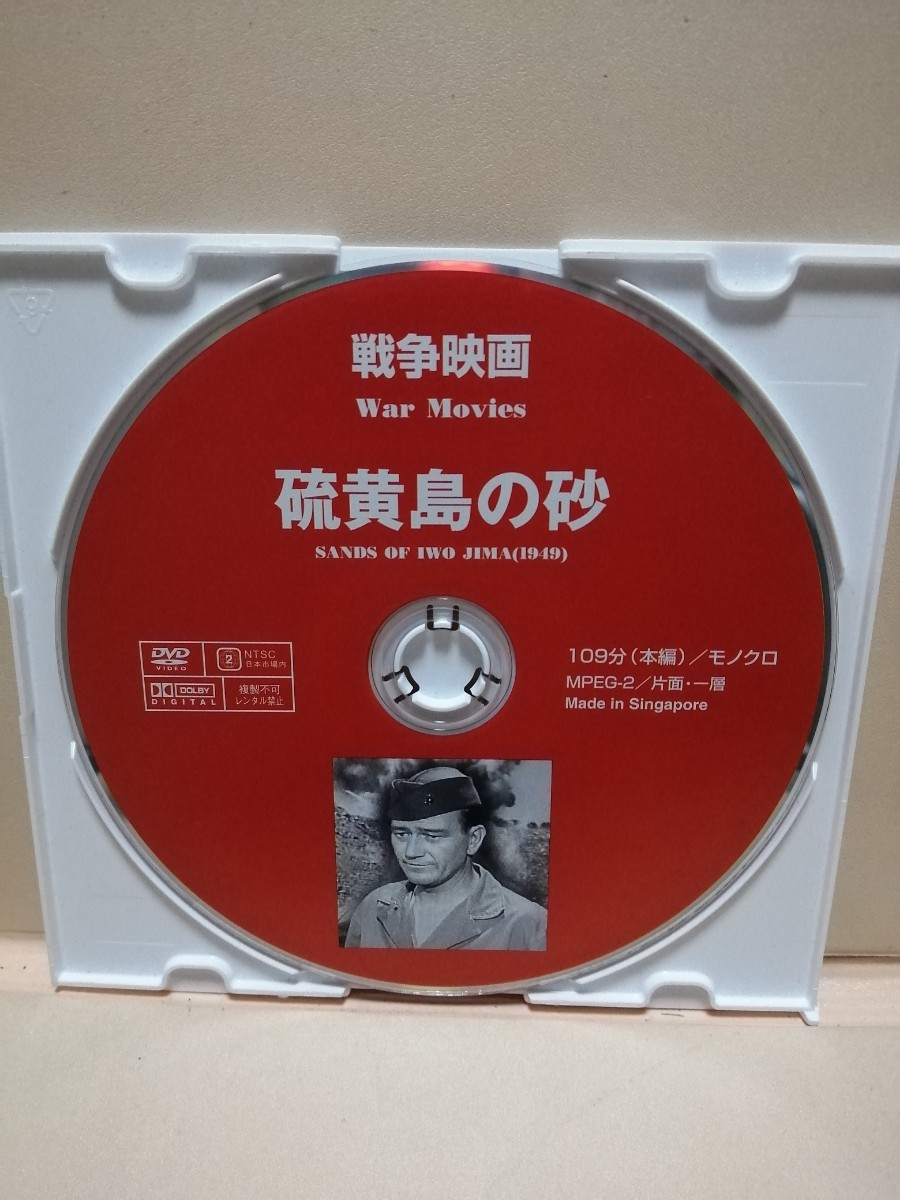 戦争映画
War Movies
硫黄島の砂
SANDS OF IWO JIMA(1949)
DVD
VIDEO
2
NTSC
日本市場内
DOLBY
DIGITAL
複製不可
レンタル禁止
109分(本編)/モノクロ
MPEG-2/片面・一層
Made in Singapore